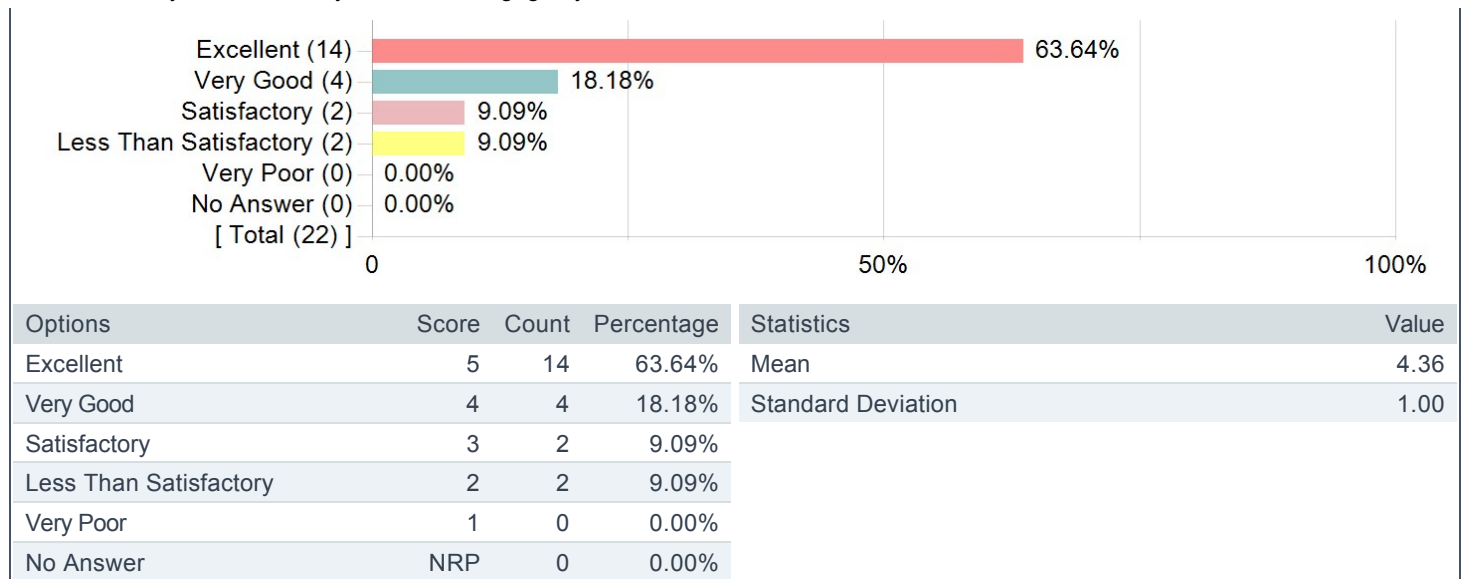 Excellent (14) 63.64%
Very Good (4) 18.18%
Satisfactory (2) 9.09%
Less Than Satisfactory (2) 9.09%
Very Poor (0) 0.00%
No Answer (0) 0.00%
[ Total (22) ]
0 50% 100%
Options Score Count Percentage Statistics Value
Excellent 5 14 63.64% Mean 4.36
Very Good 4 4 18.18% Standard Deviation 1.00
Satisfactory 3 2 9.09%
Less Than Satisfactory 2 2 9.09%
Very Poor 1 0 0.00%
No Answer NRP 0 0.00%